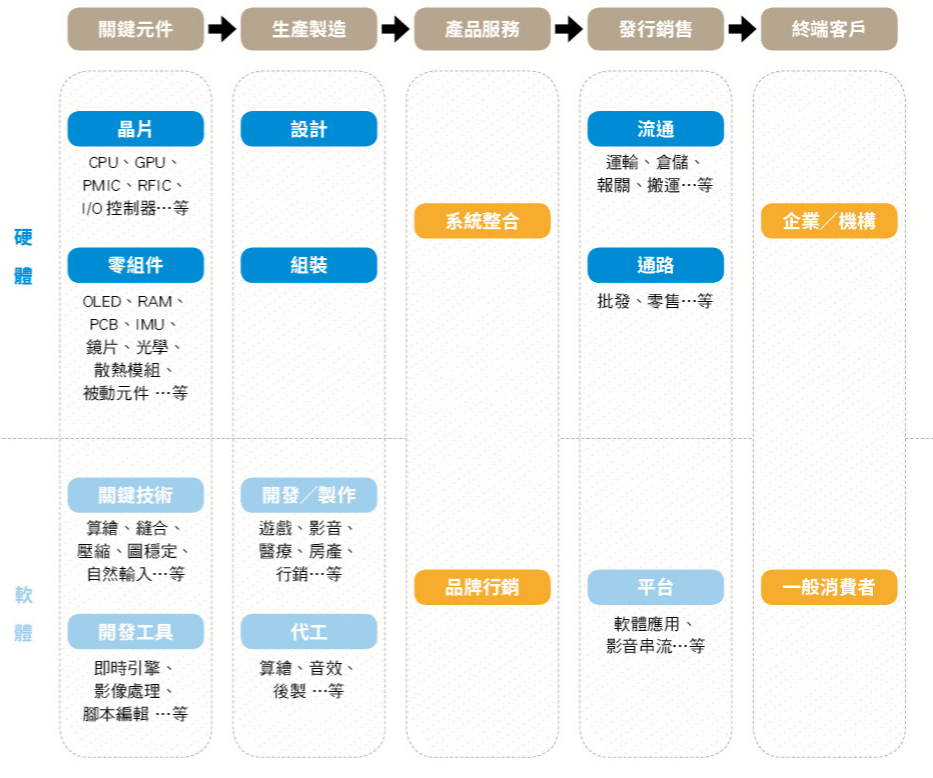 關鍵元件
生產製造
產品服務
發行銷售
終端客戶
硬
體
晶片
CPU、GPU、
PMIC、RFIC、
I/O 控制器…等
零組件
OLED、RAM、
PCB、IMU、
鏡片、光學、
散熱模組、
被動元件 …等
設計
組裝
系統整合
流通
運輸、倉儲、
報關、搬運…等
通路
批發、零售…等
企業／機構
軟
體
關鍵技術
算繪、縫合、
壓縮、圖穩定、
自然輸入…等
開發工具
即時引擎、
影像處理、
腳本編輯 …等
開發／製作
遊戲、影音、
醫療、房產、
行銷…等
代工
算繪、音效、
後製 …等
品牌行銷
平台
軟體應用、
影音串流…等
一般消費者